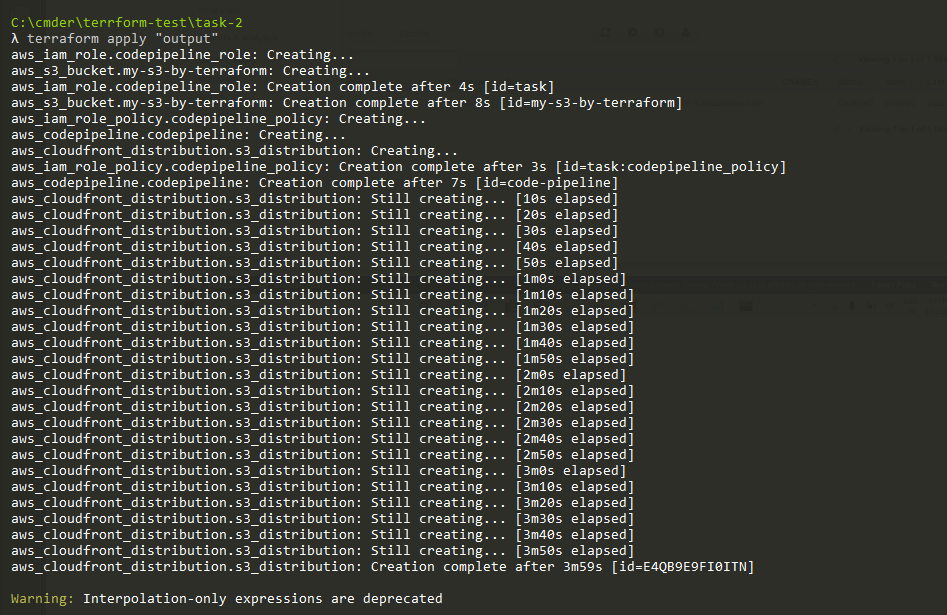 C:\cmder\terrform-test\task-2
λ terraform apply "output"
aws_iam_role.codepipeline_role: Creating...
aws_s3_bucket.my-s3-by-terraform: Creating...
aws_iam_role.codepipeline_role: Creation complete after 4s [id=task]
aws_s3_bucket.my-s3-by-terraform: Creation complete after 8s [id=my-s3-by-terraform]
aws_iam_role_policy.codepipeline_policy: Creating...
aws_codepipeline.codepipeline: Creating...
aws_cloudfront_distribution.s3_distribution: Creating...
aws_iam_role_policy.codepipeline_policy: Creation complete after 3s [id=task:codepipeline_policy]
aws_codepipeline.codepipeline: Creation complete after 7s [id=code-pipeline]
aws_cloudfront_distribution.s3_distribution: Still creating... [10s elapsed]
aws_cloudfront_distribution.s3_distribution: Still creating... [20s elapsed]
aws_cloudfront_distribution.s3_distribution: Still creating... [30s elapsed]
aws_cloudfront_distribution.s3_distribution: Still creating... [40s elapsed]
aws_cloudfront_distribution.s3_distribution: Still creating... [50s elapsed]
aws_cloudfront_distribution.s3_distribution: Still creating... [1m0s elapsed]
aws_cloudfront_distribution.s3_distribution: Still creating... [1m10s elapsed]
aws_cloudfront_distribution.s3_distribution: Still creating... [1m20s elapsed]
aws_cloudfront_distribution.s3_distribution: Still creating... [1m30s elapsed]
aws_cloudfront_distribution.s3_distribution: Still creating... [1m40s elapsed]
aws_cloudfront_distribution.s3_distribution: Still creating... [1m50s elapsed]
aws_cloudfront_distribution.s3_distribution: Still creating... [2m0s elapsed]
aws_cloudfront_distribution.s3_distribution: Still creating... [2m10s elapsed]
aws_cloudfront_distribution.s3_distribution: Still creating... [2m20s elapsed]
aws_cloudfront_distribution.s3_distribution: Still creating... [2m30s elapsed]
aws_cloudfront_distribution.s3_distribution: Still creating... [2m40s elapsed]
aws_cloudfront_distribution.s3_distribution: Still creating... [2m50s elapsed]
aws_cloudfront_distribution.s3_distribution: Still creating... [3m0s elapsed]
aws_cloudfront_distribution.s3_distribution: Still creating... [3m10s elapsed]
aws_cloudfront_distribution.s3_distribution: Still creating... [3m20s elapsed]
aws_cloudfront_distribution.s3_distribution: Still creating... [3m30s elapsed]
aws_cloudfront_distribution.s3_distribution: Still creating... [3m40s elapsed]
aws_cloudfront_distribution.s3_distribution: Still creating... [3m50s elapsed]
aws_cloudfront_distribution.s3_distribution: Creation complete after 3m59s [id=E4QB9E9FI0ITN]
Warning: Interpolation-only expressions are deprecated